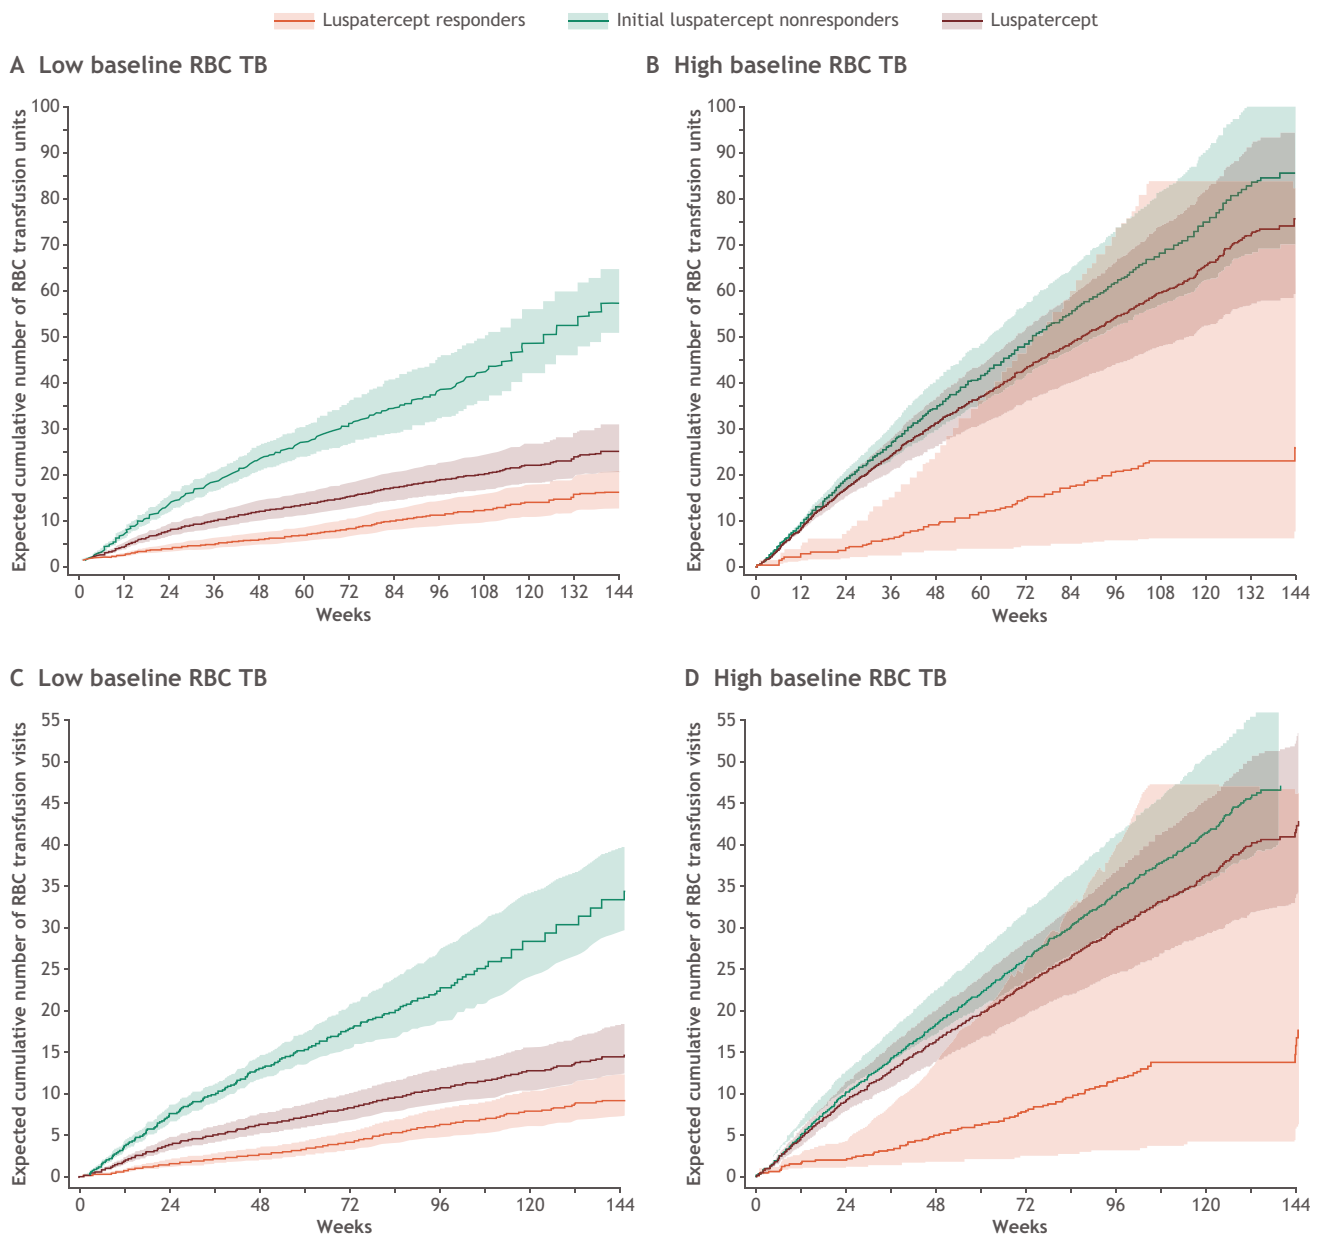 Luspatercept responders Initial luspatercept nonresponders Luspatercept
A Low baseline RBC TB
Expected cumulative number of RBC transfusion units
100
90
80
70
60
50
40
30
20
10
0
0 12 24 36 48 60 72 84 96 108 120 132 144
Weeks
B High baseline RBC TB
Expected cumulative number of RBC transfusion units
100
90
80
70
60
50
40
30
20
10
0
0 12 24 36 48 60 72 84 96 108 120 132 144
Weeks
C Low baseline RBC TB
Expected cumulative number of RBC transfusion visits
55
50
45
40
35
30
25
20
15
10
5
0
0 24 48 72 96 120 144
Weeks
D High baseline RBC TB
Expected cumulative number of RBC transfusion visits
55
50
45
40
35
30
25
20
15
10
5
0
0 24 48 72 96 120 144
Weeks